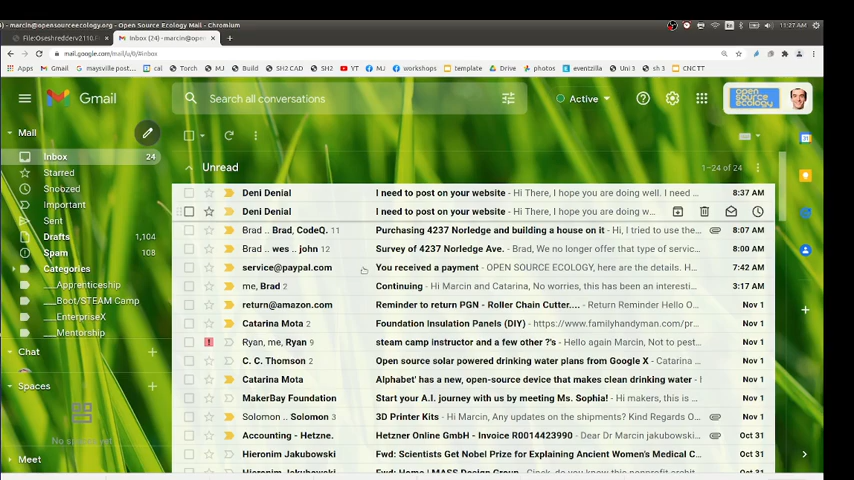 marcin@opensourceecology.org - Open Source Ecology Mail - Chromium
11:27 AM
File:Oseshredderv2110.F
Inbox (24) - marcin@op
mail.google.com/mail/u/0/#inbox
Apps Gmail maysville post cal Torch MJ Build SH2 CAD SH2 YT MJ workshops template Drive photos eventzilla Uni 3 sh 3 CNC TT
Gmail
Search all conversations
Active
open source ecology
Mail
Inbox 24
Starred
Snoozed
Important
Sent
Drafts 1,104
Spam 608
Categories
__Apprenticeship
__Boot/STEAM Camp
__EnterpriseX
__Mentorship
Chat
Spaces
Meet
Unread
1–24 of 24
Deni Denial I need to post on your website - Hi There, I hope you are doing well. I need ... 8:37 AM
Deni Denial I need to post on your website - Hi There, I hope you are doing w...
Brad .. Brad, CodeQ. 11 Purchasing 4237 Norledge and building a house on it - Hi, I tried to use the... 8:07 AM
Brad .. wes .. john 12 Survey of 4237 Norledge Ave. - Brad, We no longer offer that type of servic... 8:00 AM
service@paypal.com You received a payment - OPEN SOURCE ECOLOGY, here are the details. H... 7:42 AM
me, Brad 2 Continuing - Hi Marcin and Catarina, No worries, this has been an interesti... 3:17 AM
return@amazon.com Reminder to return PGN - Roller Chain Cutter.... - Return Reminder Hello O... Nov 1
Catarina Mota 2 Foundation Insulation Panels (DIY) - https://www.familyhandyman.com/pr... Nov 1
Ryan, me, Ryan 9 steam camp instructor and a few other ?'s - Hello again Marcin, Not to pest... Nov 1
C. C. Thomson 2 Open source solar powered drinking water plans from Google X - Catarina ... Nov 1
Catarina Mota Alphabet' has a new, open-source device that makes clean drinking water - Nov 1
MakerBay Foundation Start your A.I. journey with us by meeting Ms. Sophia! - Hi makers, this is ... Nov 1
Solomon .. Solomon 3 3D Printer Kits - Hi Marcin, Any updates on the shipments? Kind Regards O... Nov 1
Accounting - Hetzne. Hetzner Online GmbH - Invoice R0014423990 - Dear Dr Marcin Jakubowski... Oct 31
Hieronim Jakubowski Fwd: Scientists Get Nobel Prize for Explaining Ancient Women's Medical C... Oct 31